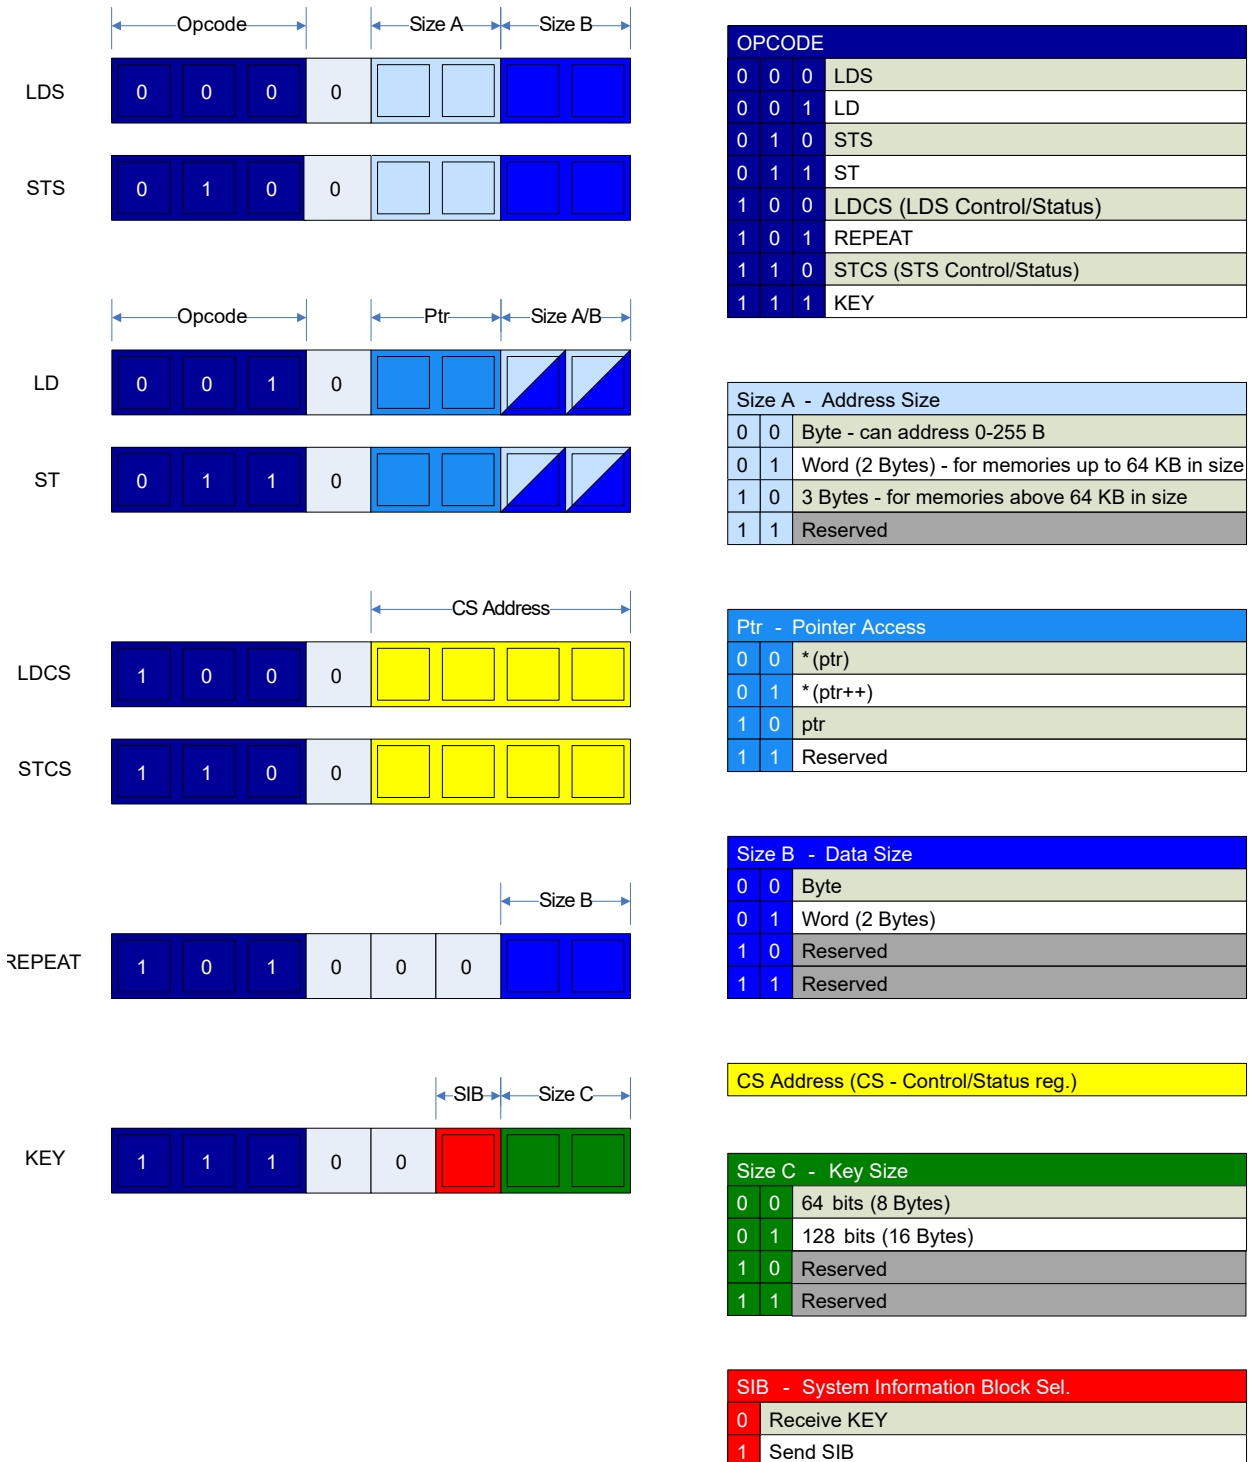 Opcode Size A Size B
LDS 0 0 0 0
STS 0 1 0 0
Opcode Ptr Size A/B
LD 0 0 1 0
ST 0 1 1 0
CS Address
LDCS 1 0 0 0
STCS 1 1 0 0
Size B
REPEAT 1 0 1 0 0 0
SIB Size C
KEY 1 1 1 0 0
OPCODE
0 0 0 LDS
0 0 1 LD
0 1 0 STS
0 1 1 ST
1 0 0 LDCS (LDS Control/Status)
1 0 1 REPEAT
1 1 0 STCS (STS Control/Status)
1 1 1 KEY
Size A - Address Size
0 0 Byte - can address 0-255 B
0 1 Word (2 Bytes) - for memories up to 64 KB in size
1 0 3 Bytes - for memories above 64 KB in size
1 1 Reserved
Ptr - Pointer Access
0 0 *(ptr)
0 1 *(ptr++)
1 0 ptr
1 1 Reserved
Size B - Data Size
0 0 Byte
0 1 Word (2 Bytes)
1 0 Reserved
1 1 Reserved
CS Address (CS - Control/Status reg.)
Size C - Key Size
0 0 64 bits (8 Bytes)
0 1 128 bits (16 Bytes)
1 0 Reserved
1 1 Reserved
SIB - System Information Block Sel.
0 Receive KEY
1 Send SIB